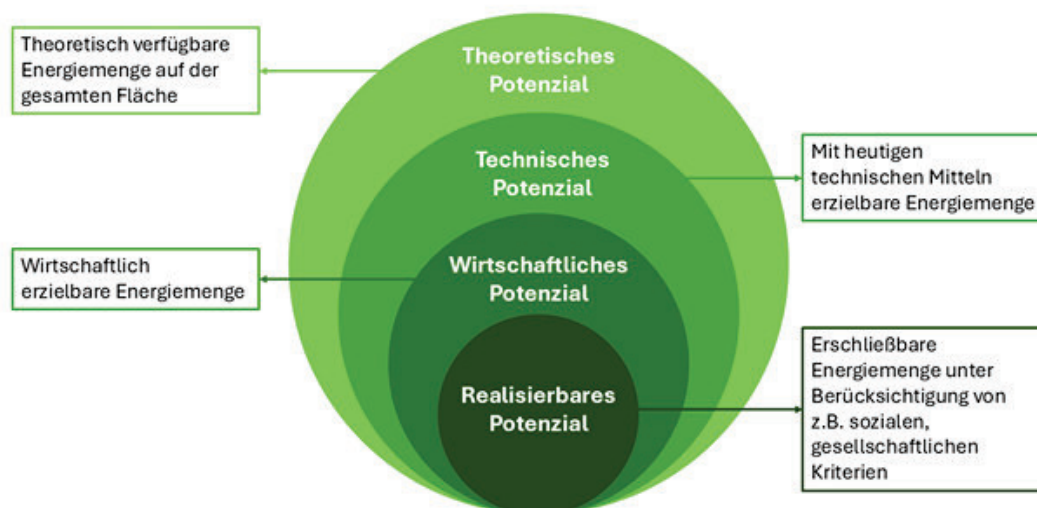 Theoretisch verfügbare
Energiemenge auf der
gesamten Fläche
Theoretisches
Potenzial
Technisches
Potenzial
Mit heutigen
technischen Mitteln
erzielbare Energiemenge
Wirtschaftlich
erzielbare Energiemenge
Wirtschaftliches
Potenzial
Realisierbares
Potenzial
Erschließbare
Energiemenge unter
Berücksichtigung von
z.B. sozialen,
gesellschaftlichen
Kriterien